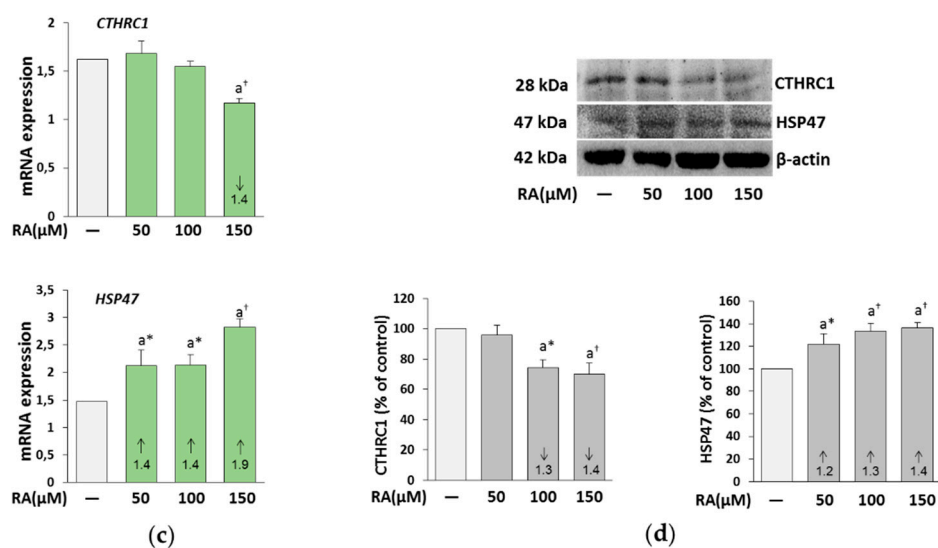 CTHRC1
mRNA expression
2
1,5
1
0,5
0
a†
↓
1.4
RA(µM) — 50 100 150
28 kDa CTHRC1
47 kDa HSP47
42 kDa β-actin
RA(µM) — 50 100 150
HSP47
mRNA expression
3,5
3
2,5
2
1,5
1
0,5
0
a* a* a†
↑ ↑ ↑
1.4 1.4 1.9
RA(µM) — 50 100 150
(c)
CTHRC1 (% of control)
120
100
80
60
40
20
0
a* a†
↓ ↓
1.3 1.4
RA(µM) — 50 100 150
HSP47 (% of control)
160
140
120
100
80
60
40
20
0
a* a† a†
↑ ↑ ↑
1.2 1.3 1.4
RA(µM) — 50 100 150
(d)